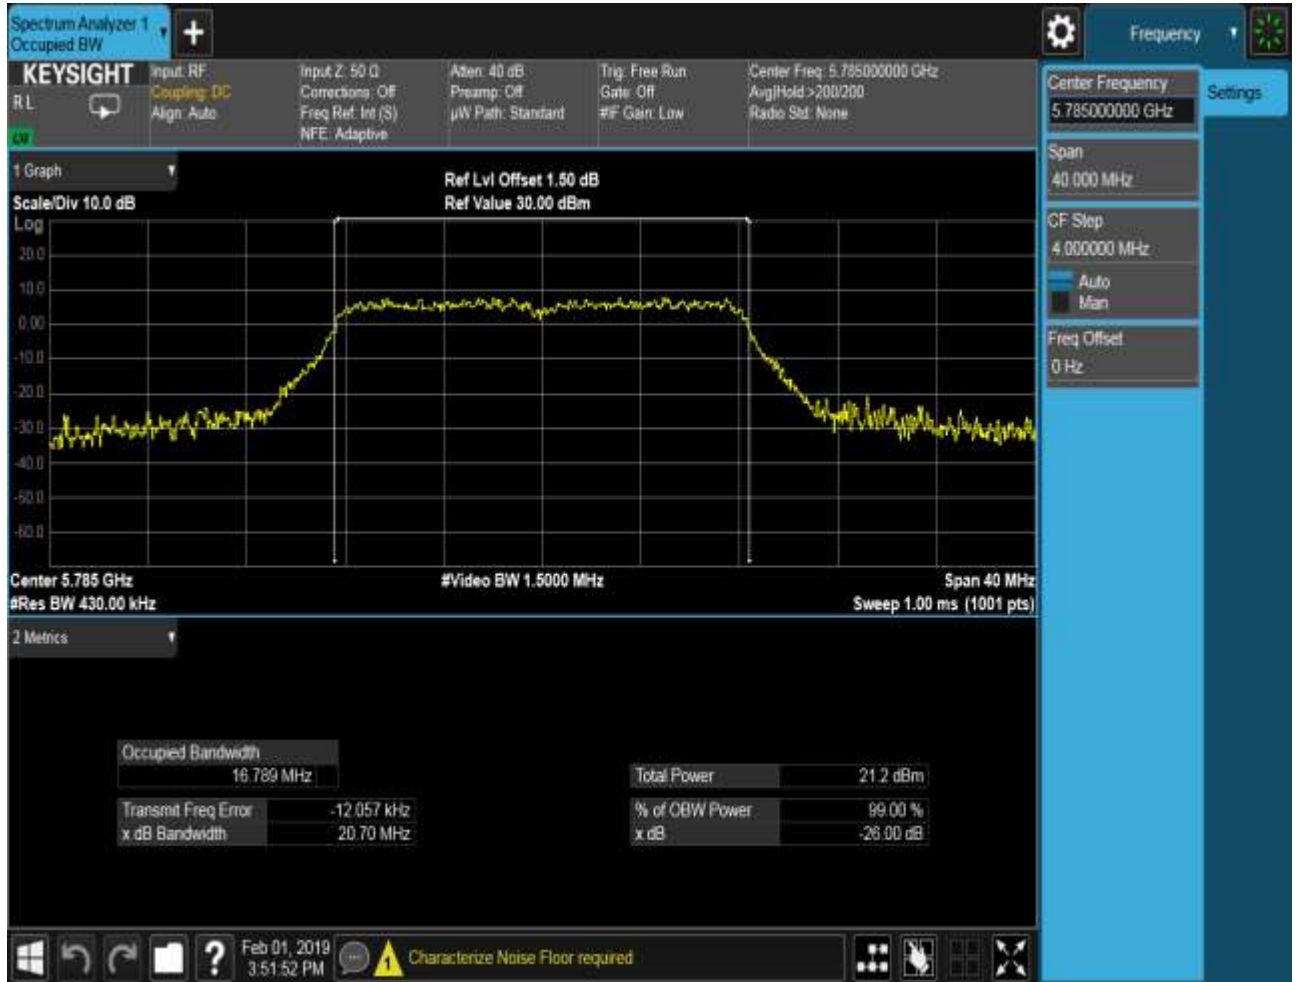 Spectrum Analyzer 1
Occupied BW
+
Frequency
KEYSIGHT
R L
Input: RF
Coupling: DC
Align: Auto
Input Z: 50 Ω
Corrections: Off
Freq Ref: Int (S)
NFE: Adaptive
Atten: 40 dB
Preamp: Off
µW Path: Standard
Trig: Free Run
Gate: Off
#IF Gain: Low
Center Freq: 5.785000000 GHz
Avg|Hold:>200/200
Radio Std: None
Center Frequency
5.785000000 GHz
Settings
Span
40.000 MHz
CF Step
4.000000 MHz
Auto
Man
Freq Offset
0 Hz
1 Graph
Scale/Div 10.0 dB
Ref Lvl Offset 1.50 dB
Ref Value 30.00 dBm
Log
20.0
10.0
0.00
-10.0
-20.0
-30.0
-40.0
-50.0
-60.0
Center 5.785 GHz
#Video BW 1.5000 MHz
Span 40 MHz
#Res BW 430.00 kHz
Sweep 1.00 ms (1001 pts)
2 Metrics
Occupied Bandwidth
16.789 MHz
Transmit Freq Error -12.057 kHz
x dB Bandwidth 20.70 MHz
Total Power 21.2 dBm
% of OBW Power 99.00 %
x dB -26.00 dB
?
Feb 01, 2019
3:51:52 PM
1
Characterize Noise Floor required